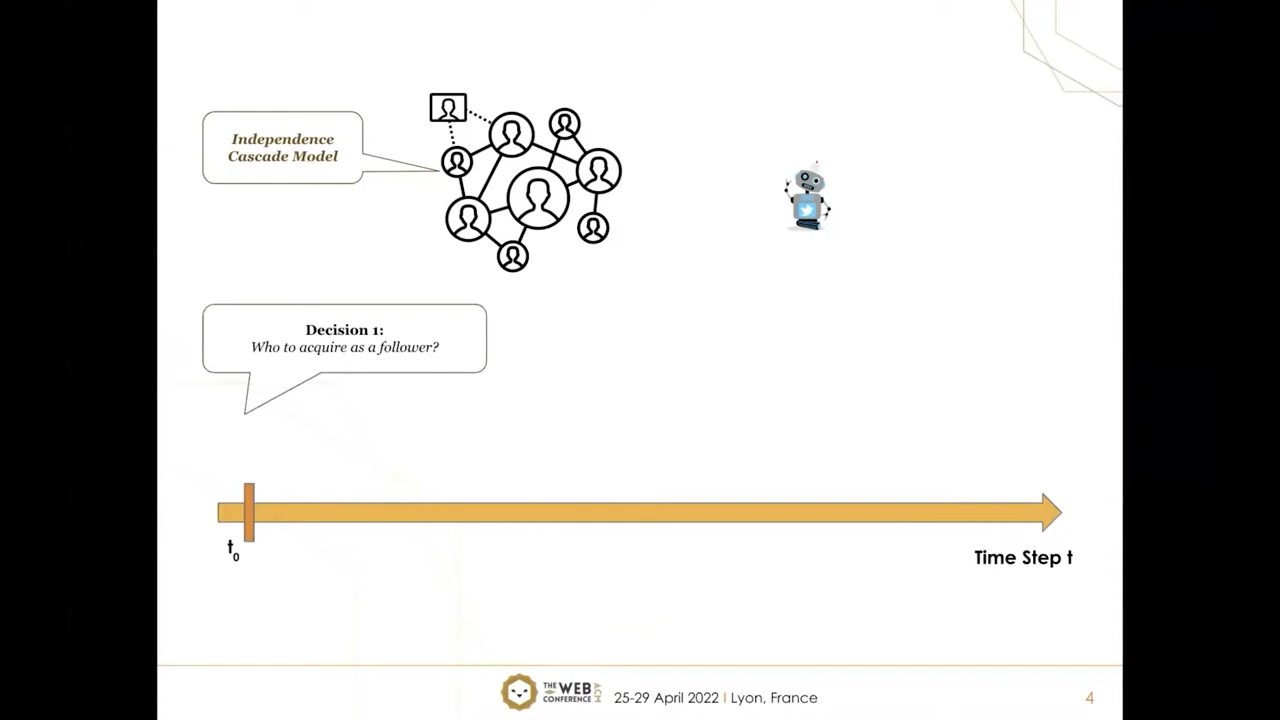 Independence
Cascade Model
Decision 1:
Who to acquire as a follower?
t0
Time Step t
THE WEB
CONFERENCE
ACM
25-29 April 2022 | Lyon, France
4